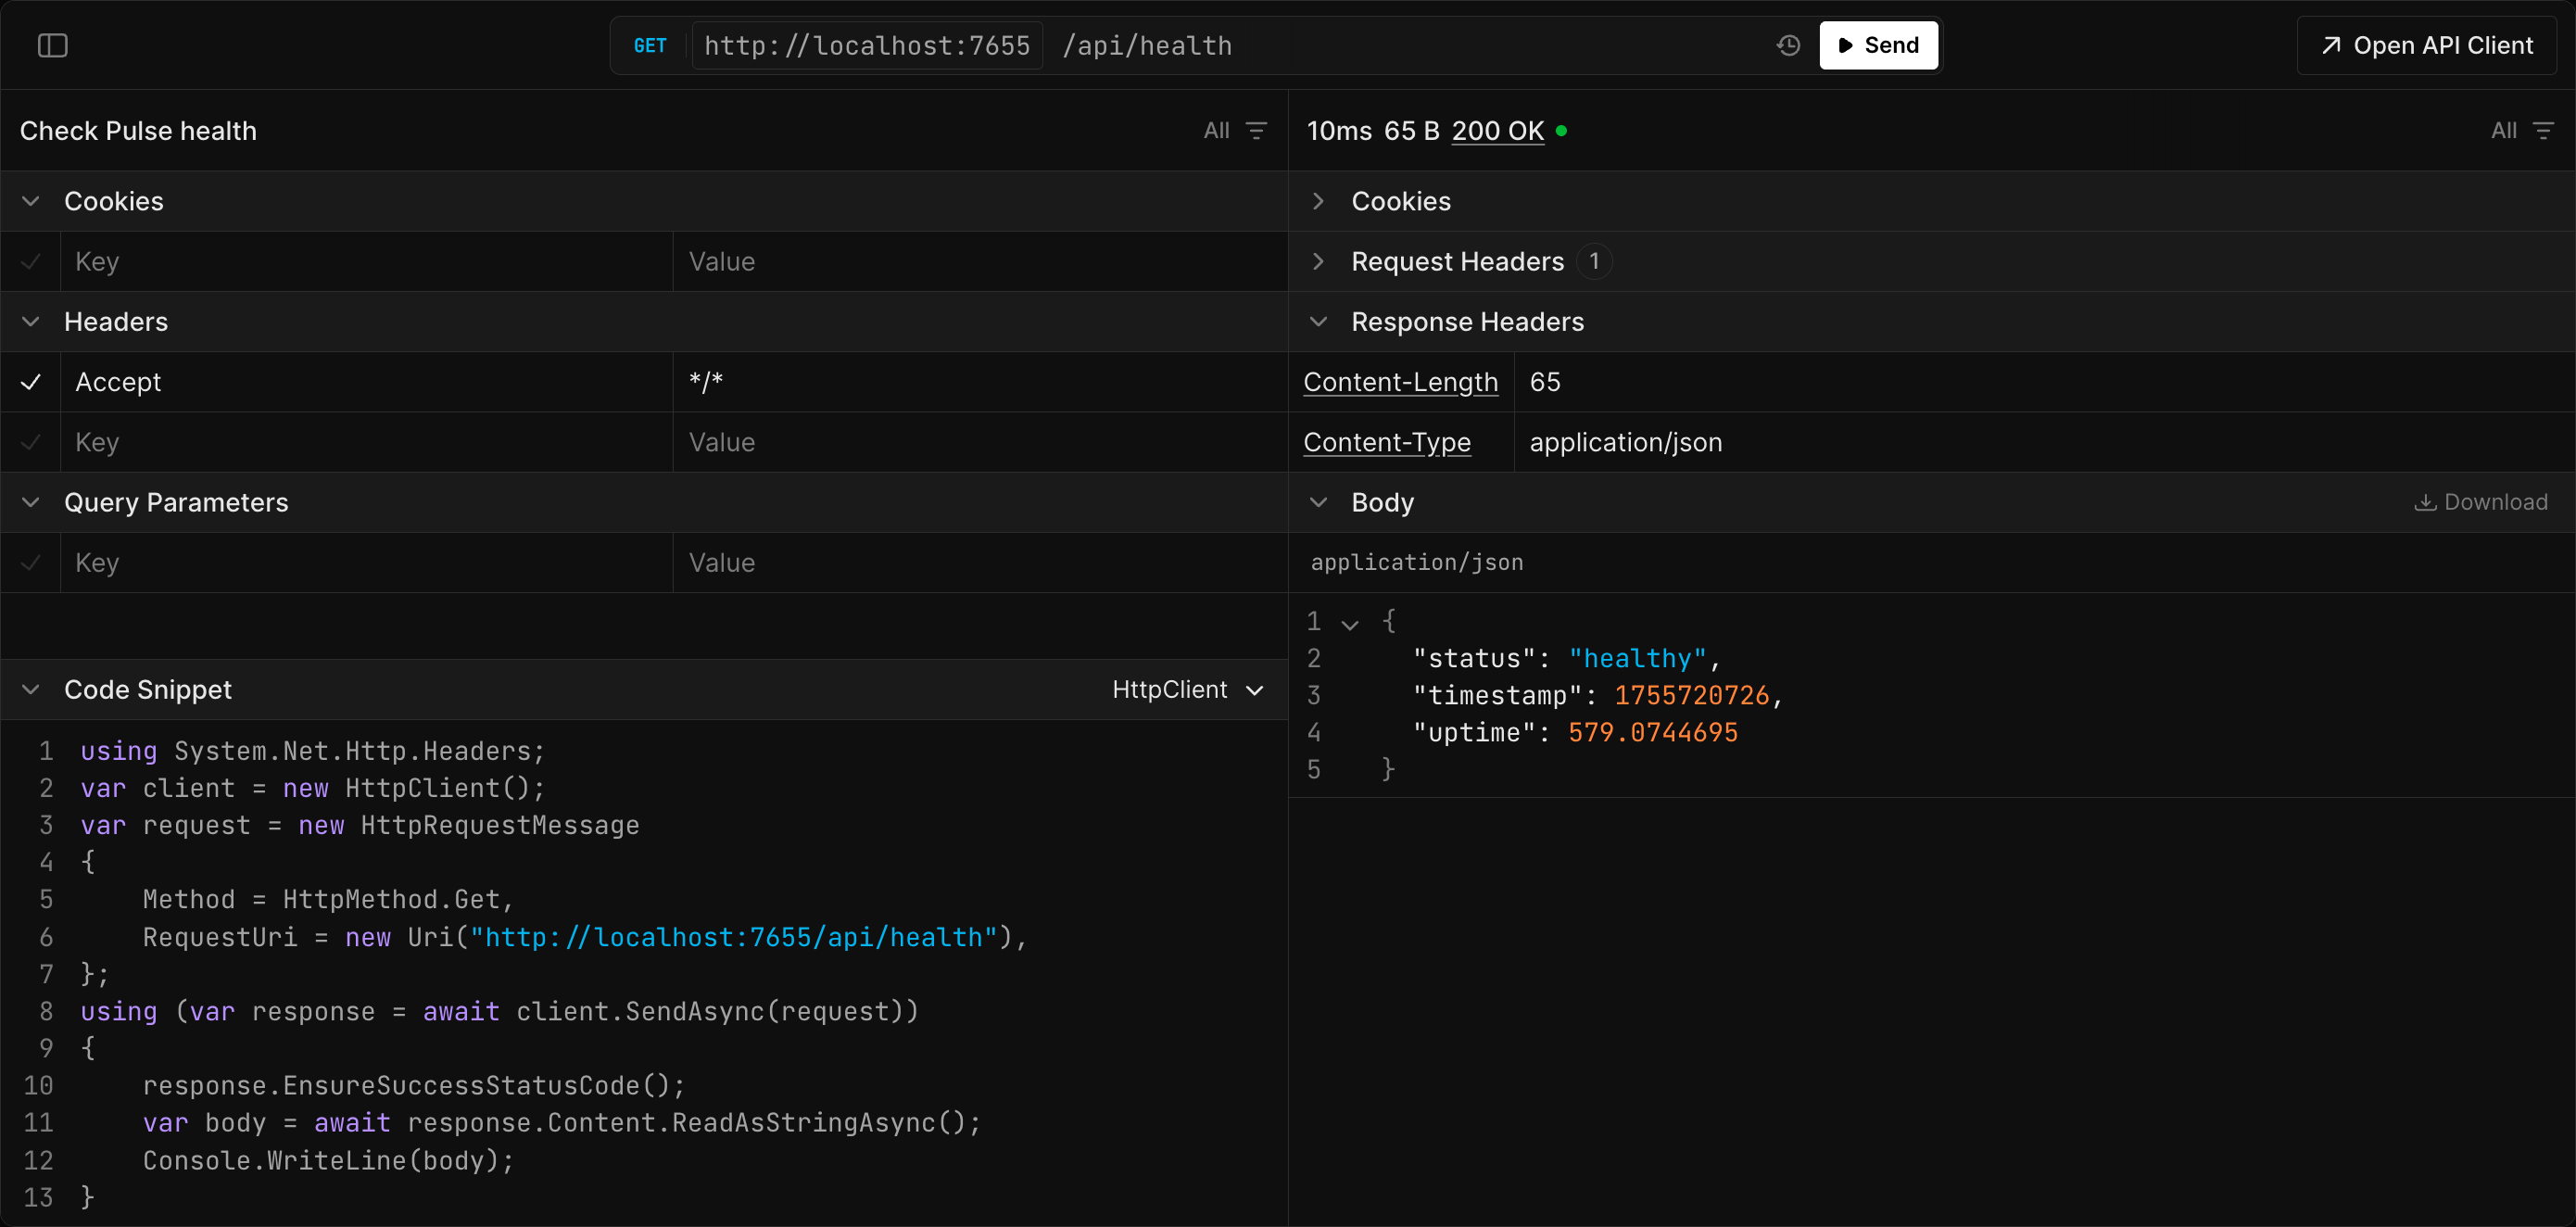 GET http://localhost:7655 /api/health Send Open API Client
Check Pulse health All
Cookies
Key Value
Headers
Accept */*
Key Value
Query Parameters
Key Value
Code Snippet HttpClient
1 using System.Net.Http.Headers;
2 var client = new HttpClient();
3 var request = new HttpRequestMessage
4 {
5     Method = HttpMethod.Get,
6     RequestUri = new Uri("http://localhost:7655/api/health"),
7 };
8 using (var response = await client.SendAsync(request))
9 {
10     response.EnsureSuccessStatusCode();
11     var body = await response.Content.ReadAsStringAsync();
12     Console.WriteLine(body);
13 }
10ms 65 B 200 OK All
Cookies
Request Headers 1
Response Headers
Content-Length 65
Content-Type application/json
Body Download
application/json
1 {
2   "status": "healthy",
3   "timestamp": 1755720726,
4   "uptime": 579.0744695
5 }